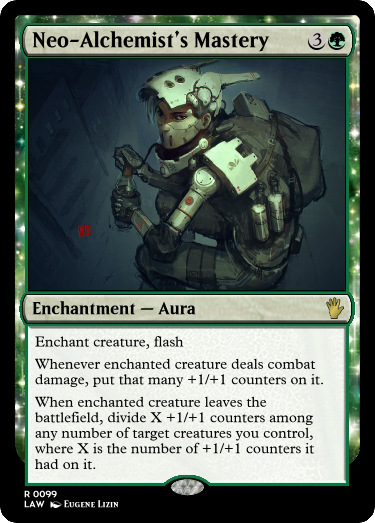 Neo-Alchemist's Mastery 3
Enchantment — Aura
Enchant creature, flash
Whenever enchanted creature deals combat
damage, put that many +1/+1 counters on it.
When enchanted creature leaves the
battlefield, divide X +1/+1 counters among
any number of target creatures you control,
where X is the number of +1/+1 counters it
had on it.
R 0099
LAW Eugene Lizin